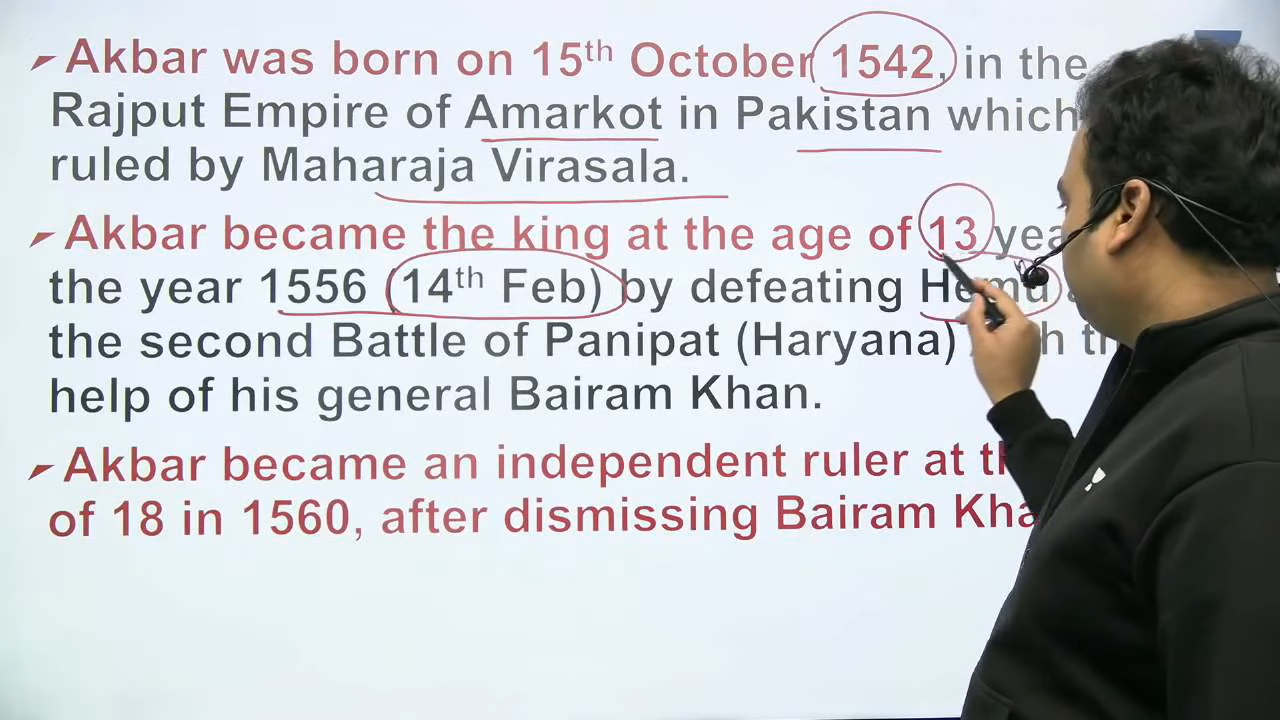 Akbar was born on 15th October 1542, in the
Rajput Empire of Amarkot in Pakistan which
ruled by Maharaja Virasala.
Akbar became the king at the age of 13
the year 1556 (14th Feb) by defeating Hemu
the second Battle of Panipat (Haryana)
help of his general Bairam Khan.
Akbar became an independent ruler at
of 18 in 1560, after dismissing Bairam